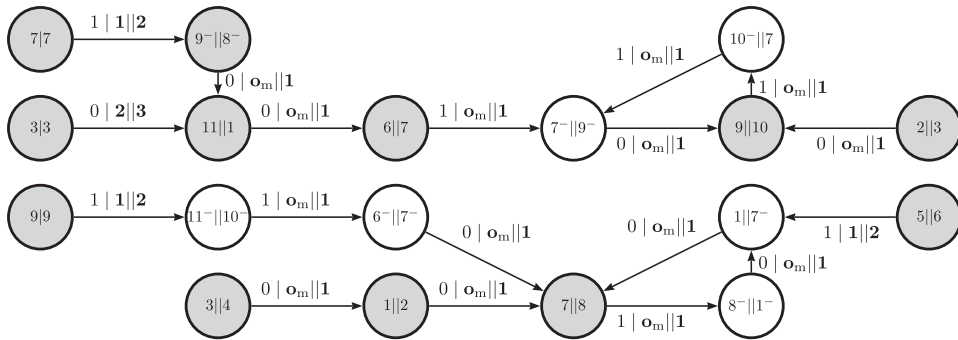 7|7 1 | 1||2 9⁻||8⁻ 10⁻||7
0 | oₘ||1 1 | oₘ||1 1 | oₘ||1
3|3 0 | 2||3 11||1 0 | oₘ||1 6||7 1 | oₘ||1 7⁻||9⁻ 0 | oₘ||1 9||10 0 | oₘ||1 2||3
9|9 1 | 1||2 11⁻||10⁻ 1 | oₘ||1 6⁻||7⁻ 0 | oₘ||1 0 | oₘ||1 1||7⁻ 1 | 1||2 5||6
0 | oₘ||1
3||4 0 | oₘ||1 1||2 0 | oₘ||1 7||8 1 | oₘ||1 8⁻||1⁻